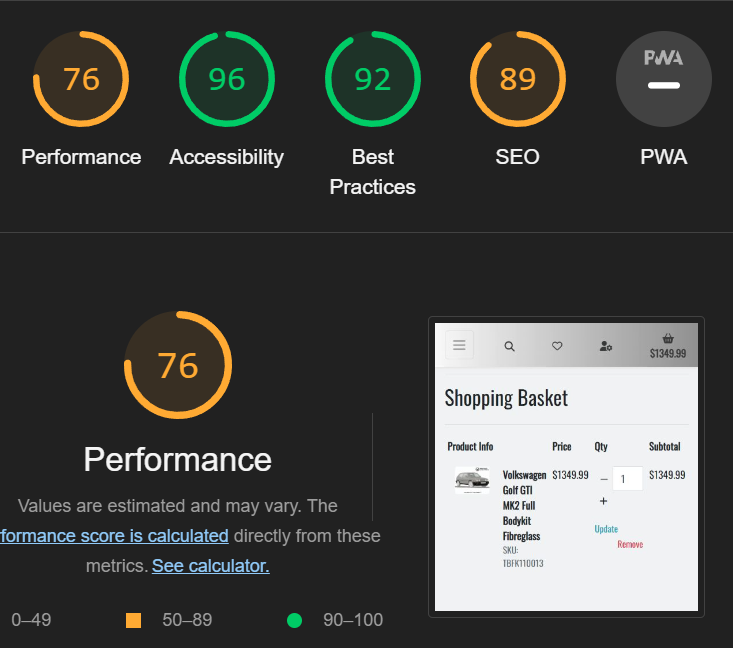 76
96
92
89
PWA
Performance
Accessibility
Best
Practices
SEO
PWA
76
Performance
Values are estimated and may vary. The
formance score is calculated directly from these
metrics. See calculator.
0–49
50–89
90–100
$1349.99
Shopping Basket
Product Info
Price
Qty
Subtotal
Volkswagen
Golf GTI
MK2 Full
Bodykit
Fibreglass
SKU:
TBFK110013
$1349.99
–
1
+
$1349.99
Update
Remove